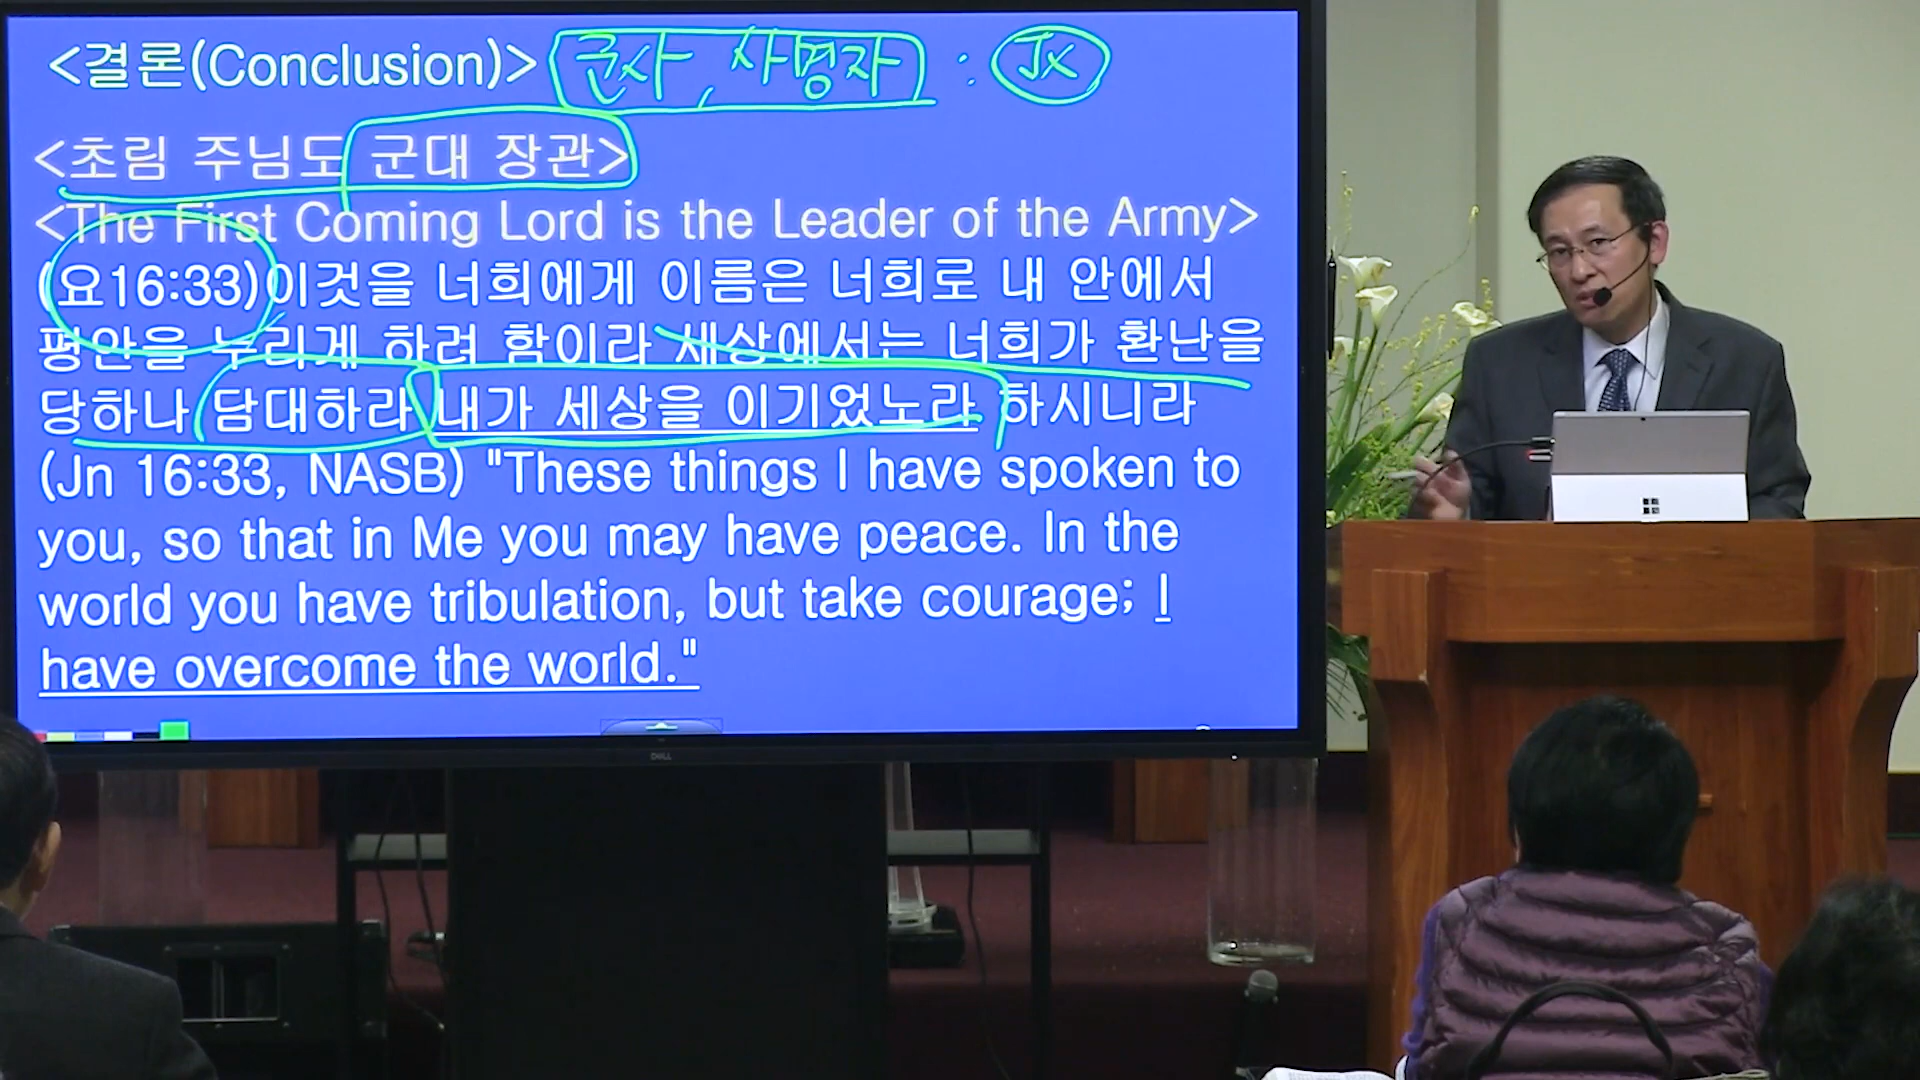 <결론(Conclusion)> 군사, 사명자 : JX
<초림 주님도 군대 장관>
<The First Coming Lord is the Leader of the Army>
(요16:33)이것을 너희에게 이름은 너희로 내 안에서
평안을 누리게 하려 함이라 세상에서는 너희가 환난을
당하나 담대하라 내가 세상을 이기었노라 하시니라
(Jn 16:33, NASB) "These things I have spoken to
you, so that in Me you may have peace. In the
world you have tribulation, but take courage; I
have overcome the world."
DELL